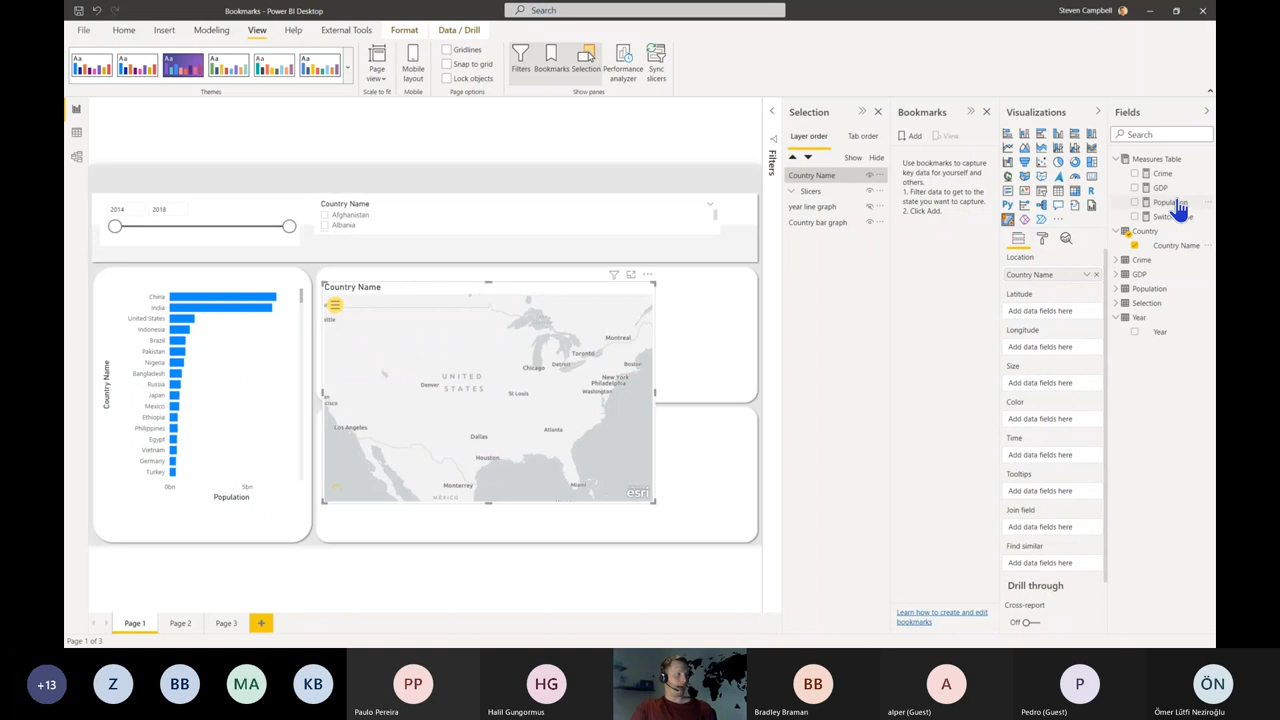 Bookmarks - Power BI Desktop
Search
Steven Campbell
File
Home
Insert
Modeling
View
Help
External Tools
Format
Data / Drill
Aa
Aa
Aa
Aa
Aa
Aa
Themes
Page view
Scale to fit
Mobile layout
Mobile
Gridlines
Snap to grid
Lock objects
Page options
Filters
Bookmarks
Selection
Performance analyzer
Sync slicers
Show panes
2014
2018
Country Name
Afghanistan
Albania
China
India
United States
Indonesia
Brazil
Pakistan
Nigeria
Bangladesh
Russia
Japan
Mexico
Ethiopia
Philippines
Egypt
Vietnam
Germany
Turkey
Country Name
0bn
5bn
Population
Country Name
Montreal
Toronto
Detroit
Boston
Chicago
New York
Philadelphia
Washington
UNITED
STATES
Denver
St Louis
Los Angeles
Atlanta
Dallas
Houston
Monterrey
Miami
MÉXICO
esri
Filters
Selection
Layer order
Tab order
Show
Hide
Country Name
Slicers
year line graph
Country bar graph
Bookmarks
Add
View
Use bookmarks to capture
key data for yourself and
others.
1. Filter data to get to the
state you want to capture.
2. Click Add.
Learn how to create and edit
bookmarks
Visualizations
R
Py
Location
Country Name
Latitude
Add data fields here
Longitude
Add data fields here
Size
Add data fields here
Color
Add data fields here
Time
Add data fields here
Tooltips
Add data fields here
Join field
Add data fields here
Find similar
Add data fields here
Drill through
Cross-report
Off
Fields
Search
Measures Table
Crime
GDP
Country
Country Name
Crime
GDP
Population
Selection
Year
Year
Page 1
Page 2
Page 3
Page 1 of 3
+13
Z
BB
MA
KB
PP
Paulo Pereira
HG
Halil Gungormus
BB
Bradley Braman
A
alper (Guest)
P
Pedro (Guest)
ÖN
Ömer Lütfi Neziroğlu